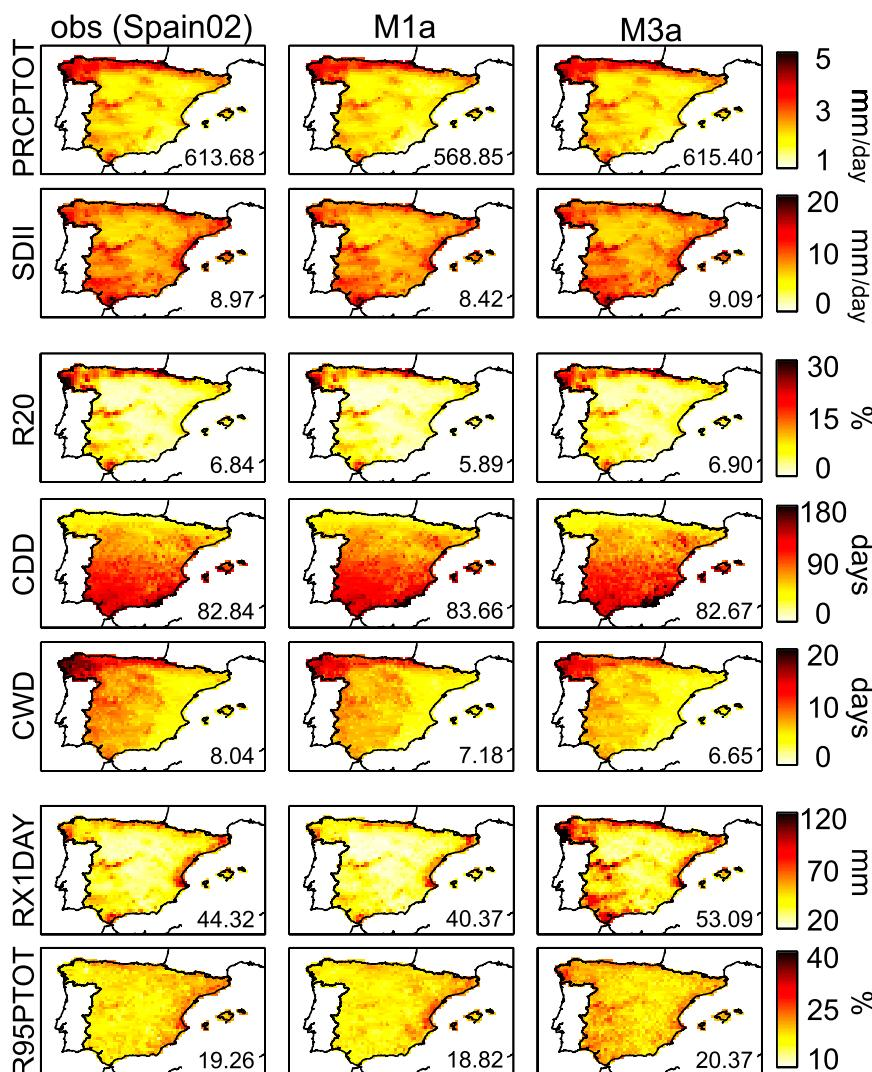 obs (Spain02) M1a M3a
PRCPTOT
613.68 568.85 615.40
5
3
1
mm/day
SDII
8.97 8.42 9.09
20
10
0
mm/day
R20
6.84 5.89 6.90
30
15
0
%
CDD
82.84 83.66 82.67
180
90
0
days
CWD
8.04 7.18 6.65
20
10
0
days
RX1DAY
44.32 40.37 53.09
120
70
20
mm
R95PTOT
19.26 18.82 20.37
40
25
10
%